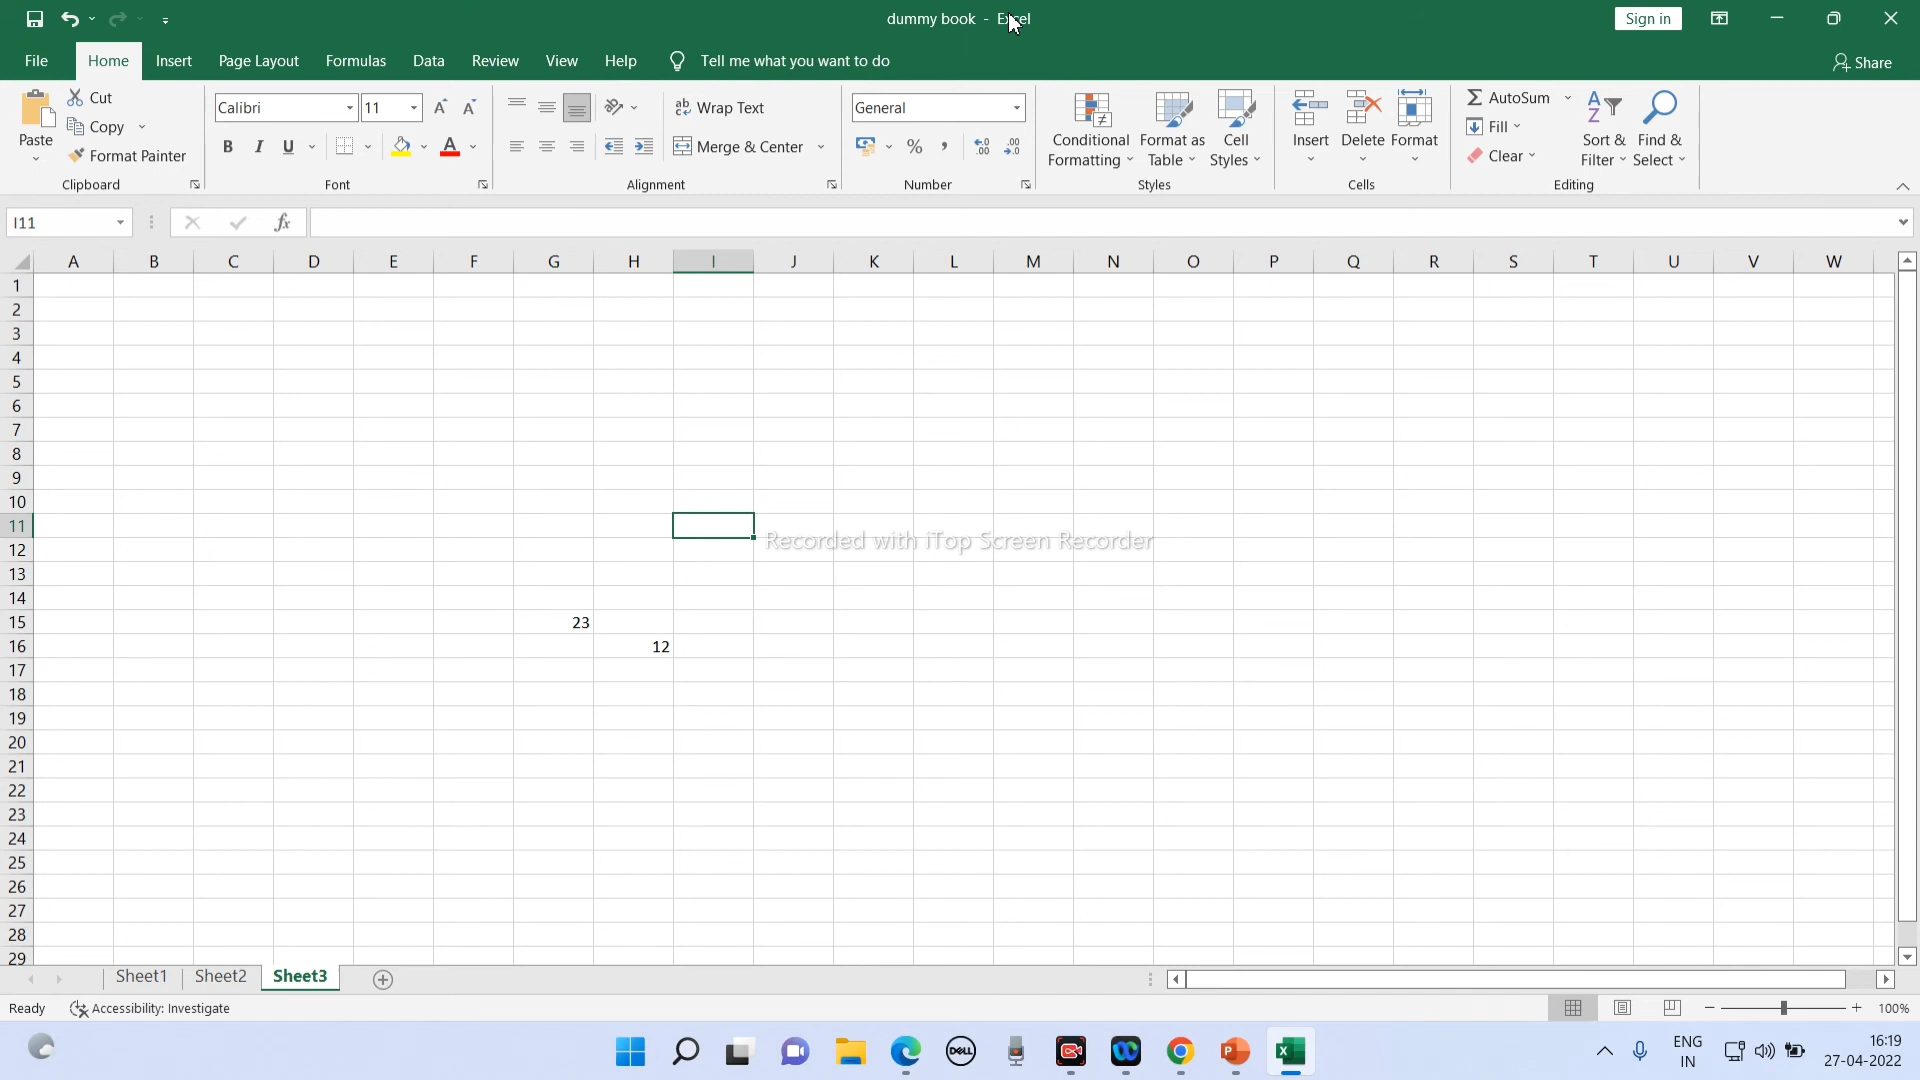 dummy book - Excel
Sign in
File Home Insert Page Layout Formulas Data Review View Help Tell me what you want to do
Share
Paste
Cut
Copy
Format Painter
Clipboard
Calibri 11
B I U A
Font
Wrap Text
Merge & Center
Alignment
General
% ,
Number
Conditional Formatting
Format as Table
Cell Styles
Styles
Insert Delete Format
Cells
AutoSum
Fill
Clear
Sort & Filter
Find & Select
Editing
I11
fx
A B C D E F G H I J K L M N O P Q R S T U V W
1
2
3
4
5
6
7
8
9
10
11
Recorded with iTop Screen Recorder
12
13
14
15 23
16 12
17
18
19
20
21
22
23
24
25
26
27
28
29
Sheet1 Sheet2 Sheet3
Ready Accessibility: Investigate
100%
DELL
ENG
IN
16:19
27-04-2022